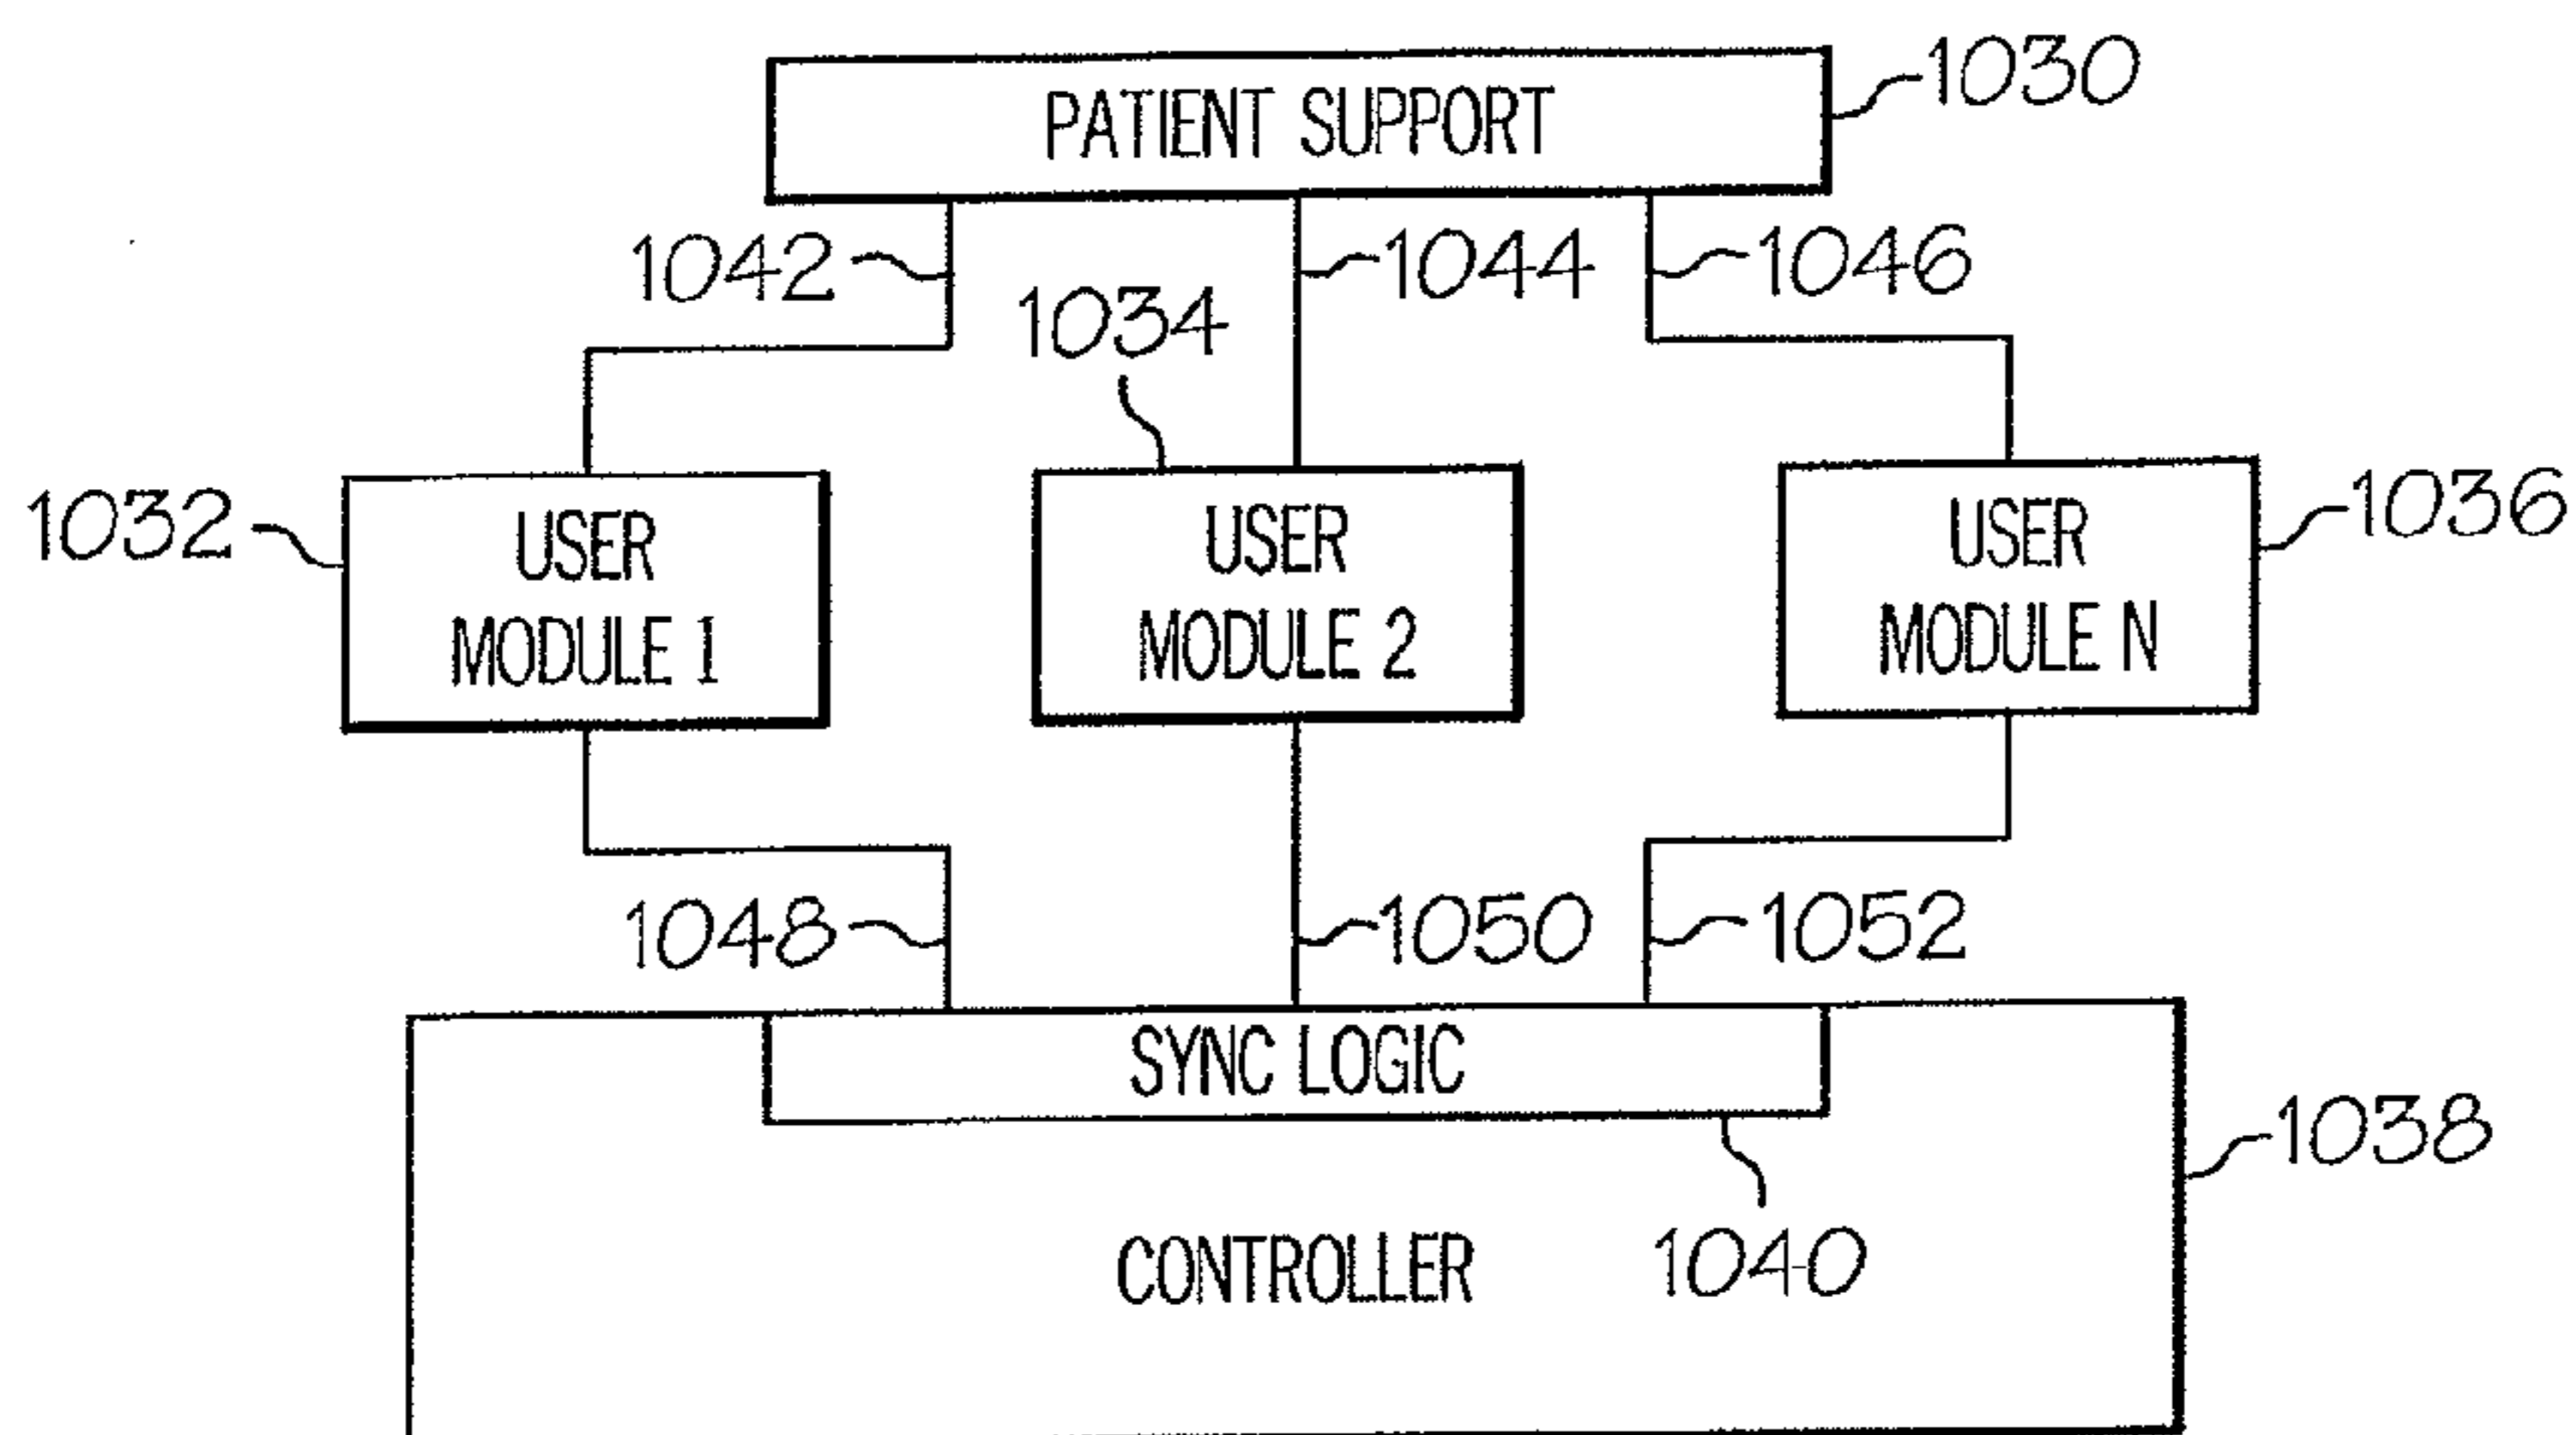 PATIENT SUPPORT
1030
1042
1044
1046
1034
1032
USER
MODULE 1
USER
MODULE 2
USER
MODULE N
1036
1048
1050
1052
SYNC LOGIC
1038
CONTROLLER
1040